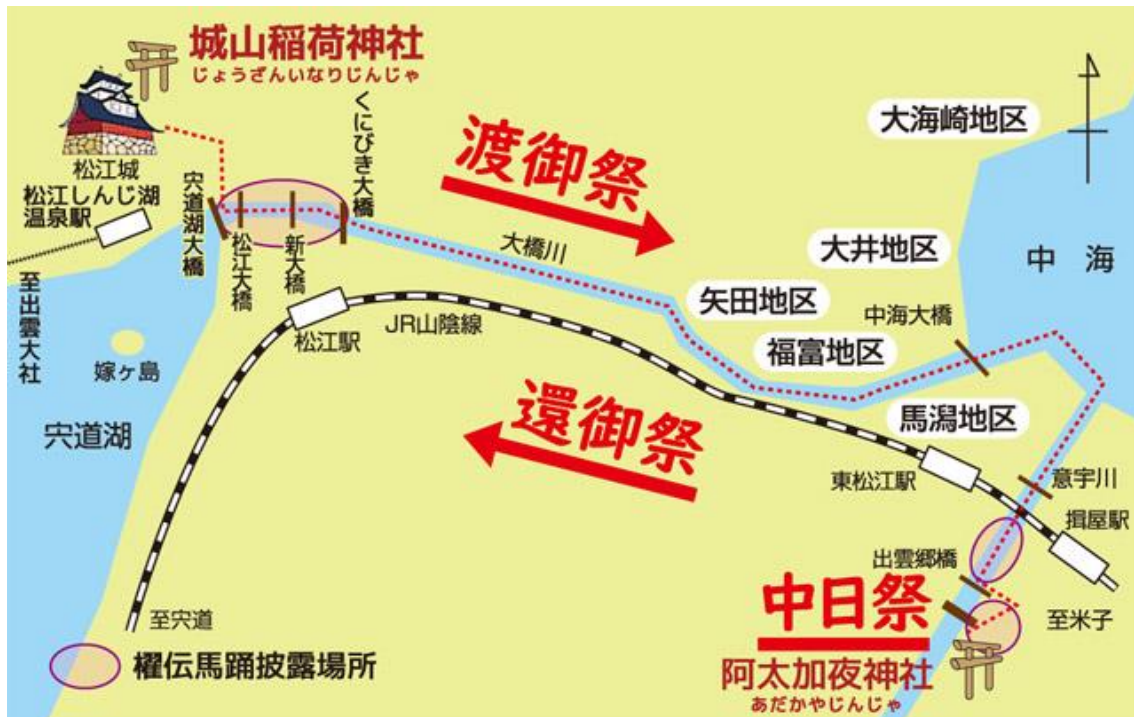 城山稲荷神社
じょうざんいなりじんじゃ
松江城
松江しんじ湖
温泉駅
至出雲大社
宍道湖大橋
松江大橋
新大橋
くにびき大橋
渡御祭
大海崎地区
大橋川
大井地区
中 海
矢田地区
中海大橋
福富地区
松江駅
JR山陰線
嫁ヶ島
宍道湖
還御祭
馬潟地区
東松江駅
意宇川
揖屋駅
出雲郷橋
中日祭
至宍道
至米子
櫂伝馬踊披露場所
阿太加夜神社
あだかやじんじゃ